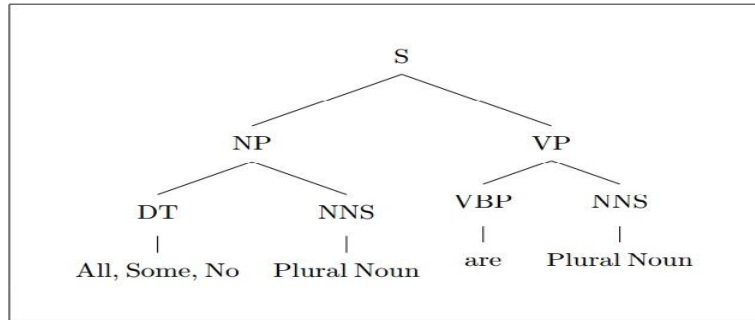 S
NP VP
DT NNS VBP NNS
All, Some, No Plural Noun are Plural Noun